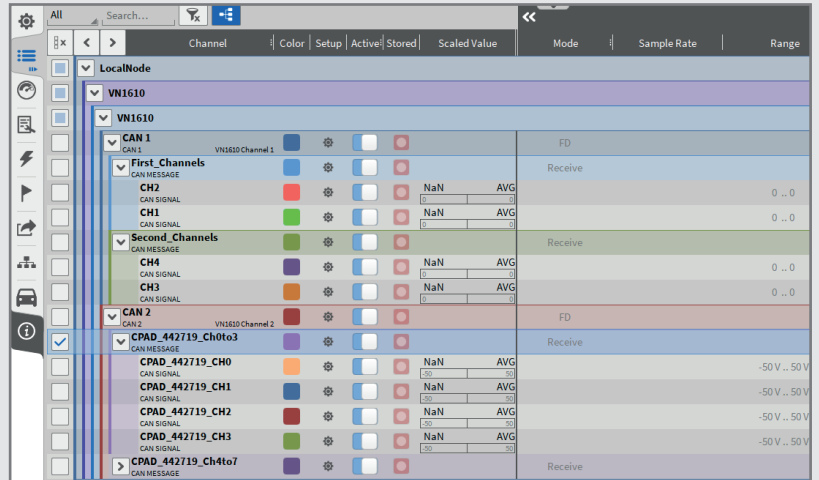 All Search...
Channel Color Setup Active Stored Scaled Value Mode Sample Rate Range
LocalNode
VN1610
VN1610
CAN 1 FD
CAN 1 VN1610 Channel 1
First_Channels Receive
CAN MESSAGE
CH2 NaN AVG 0 .. 0
CAN SIGNAL 0 0
CH1 NaN AVG 0 .. 0
CAN SIGNAL 0 0
Second_Channels Receive
CAN MESSAGE
CH4 NaN AVG 0 .. 0
CAN SIGNAL 0 0
CH3 NaN AVG 0 .. 0
CAN SIGNAL 0 0
CAN 2 FD
CAN 2 VN1610 Channel 2
CPAD_442719_Ch0to3 Receive
CAN MESSAGE
CPAD_442719_CH0 NaN AVG -50 V .. 50 V
CAN SIGNAL -50 50
CPAD_442719_CH1 NaN AVG -50 V .. 50 V
CAN SIGNAL -50 50
CPAD_442719_CH2 NaN AVG -50 V .. 50 V
CAN SIGNAL -50 50
CPAD_442719_CH3 NaN AVG -50 V .. 50 V
CAN SIGNAL -50 50
CPAD_442719_Ch4to7 Receive
CAN MESSAGE